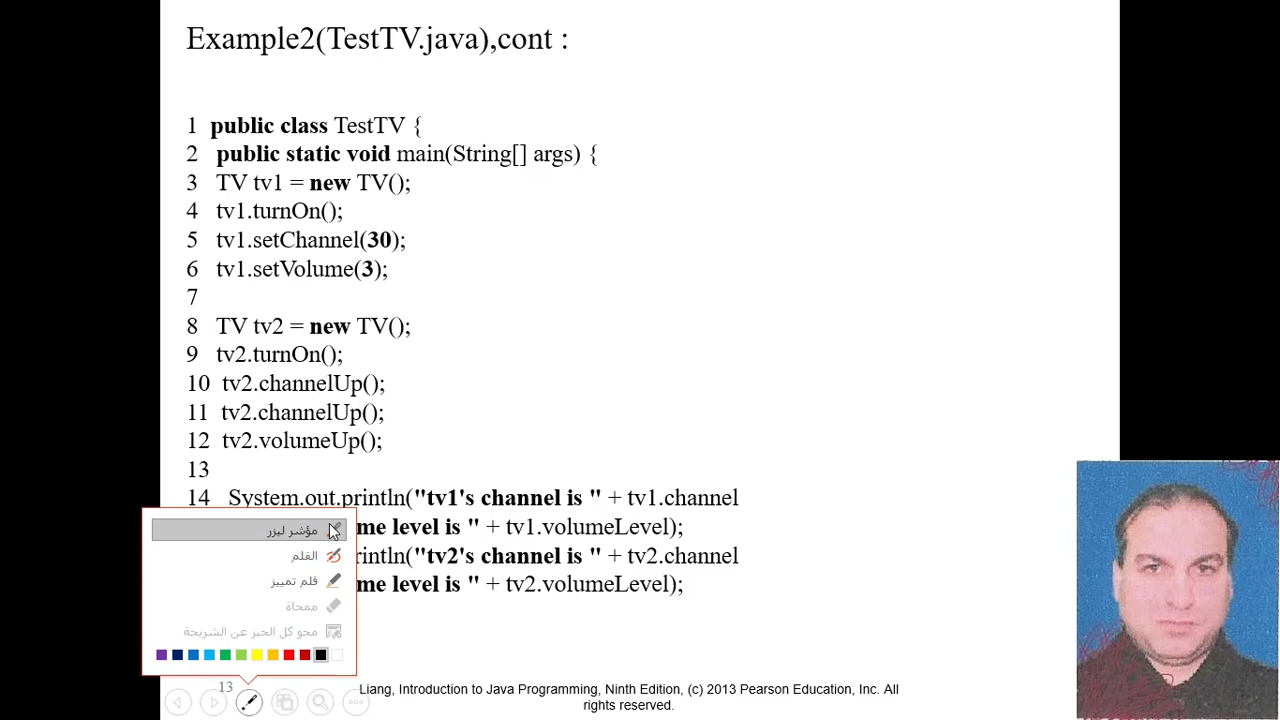 Example2(TestTV.java),cont :
1 public class TestTV {
2 public static void main(String[] args) {
3 TV tv1 = new TV();
4 tv1.turnOn();
5 tv1.setChannel(30);
6 tv1.setVolume(3);
7
8 TV tv2 = new TV();
9 tv2.turnOn();
10 tv2.channelUp();
11 tv2.channelUp();
12 tv2.volumeUp();
13
14 System.out.println("tv1's channel is " + tv1.channel
me level is " + tv1.volumeLevel);
rintln("tv2's channel is " + tv2.channel
me level is " + tv2.volumeLevel);
مؤشر ليزر
القلم
قلم تمييز
ممحاة
محو كل الحبر عن الشريحة
13
Liang, Introduction to Java Programming, Ninth Edition, (c) 2013 Pearson Education, Inc. All
rights reserved.